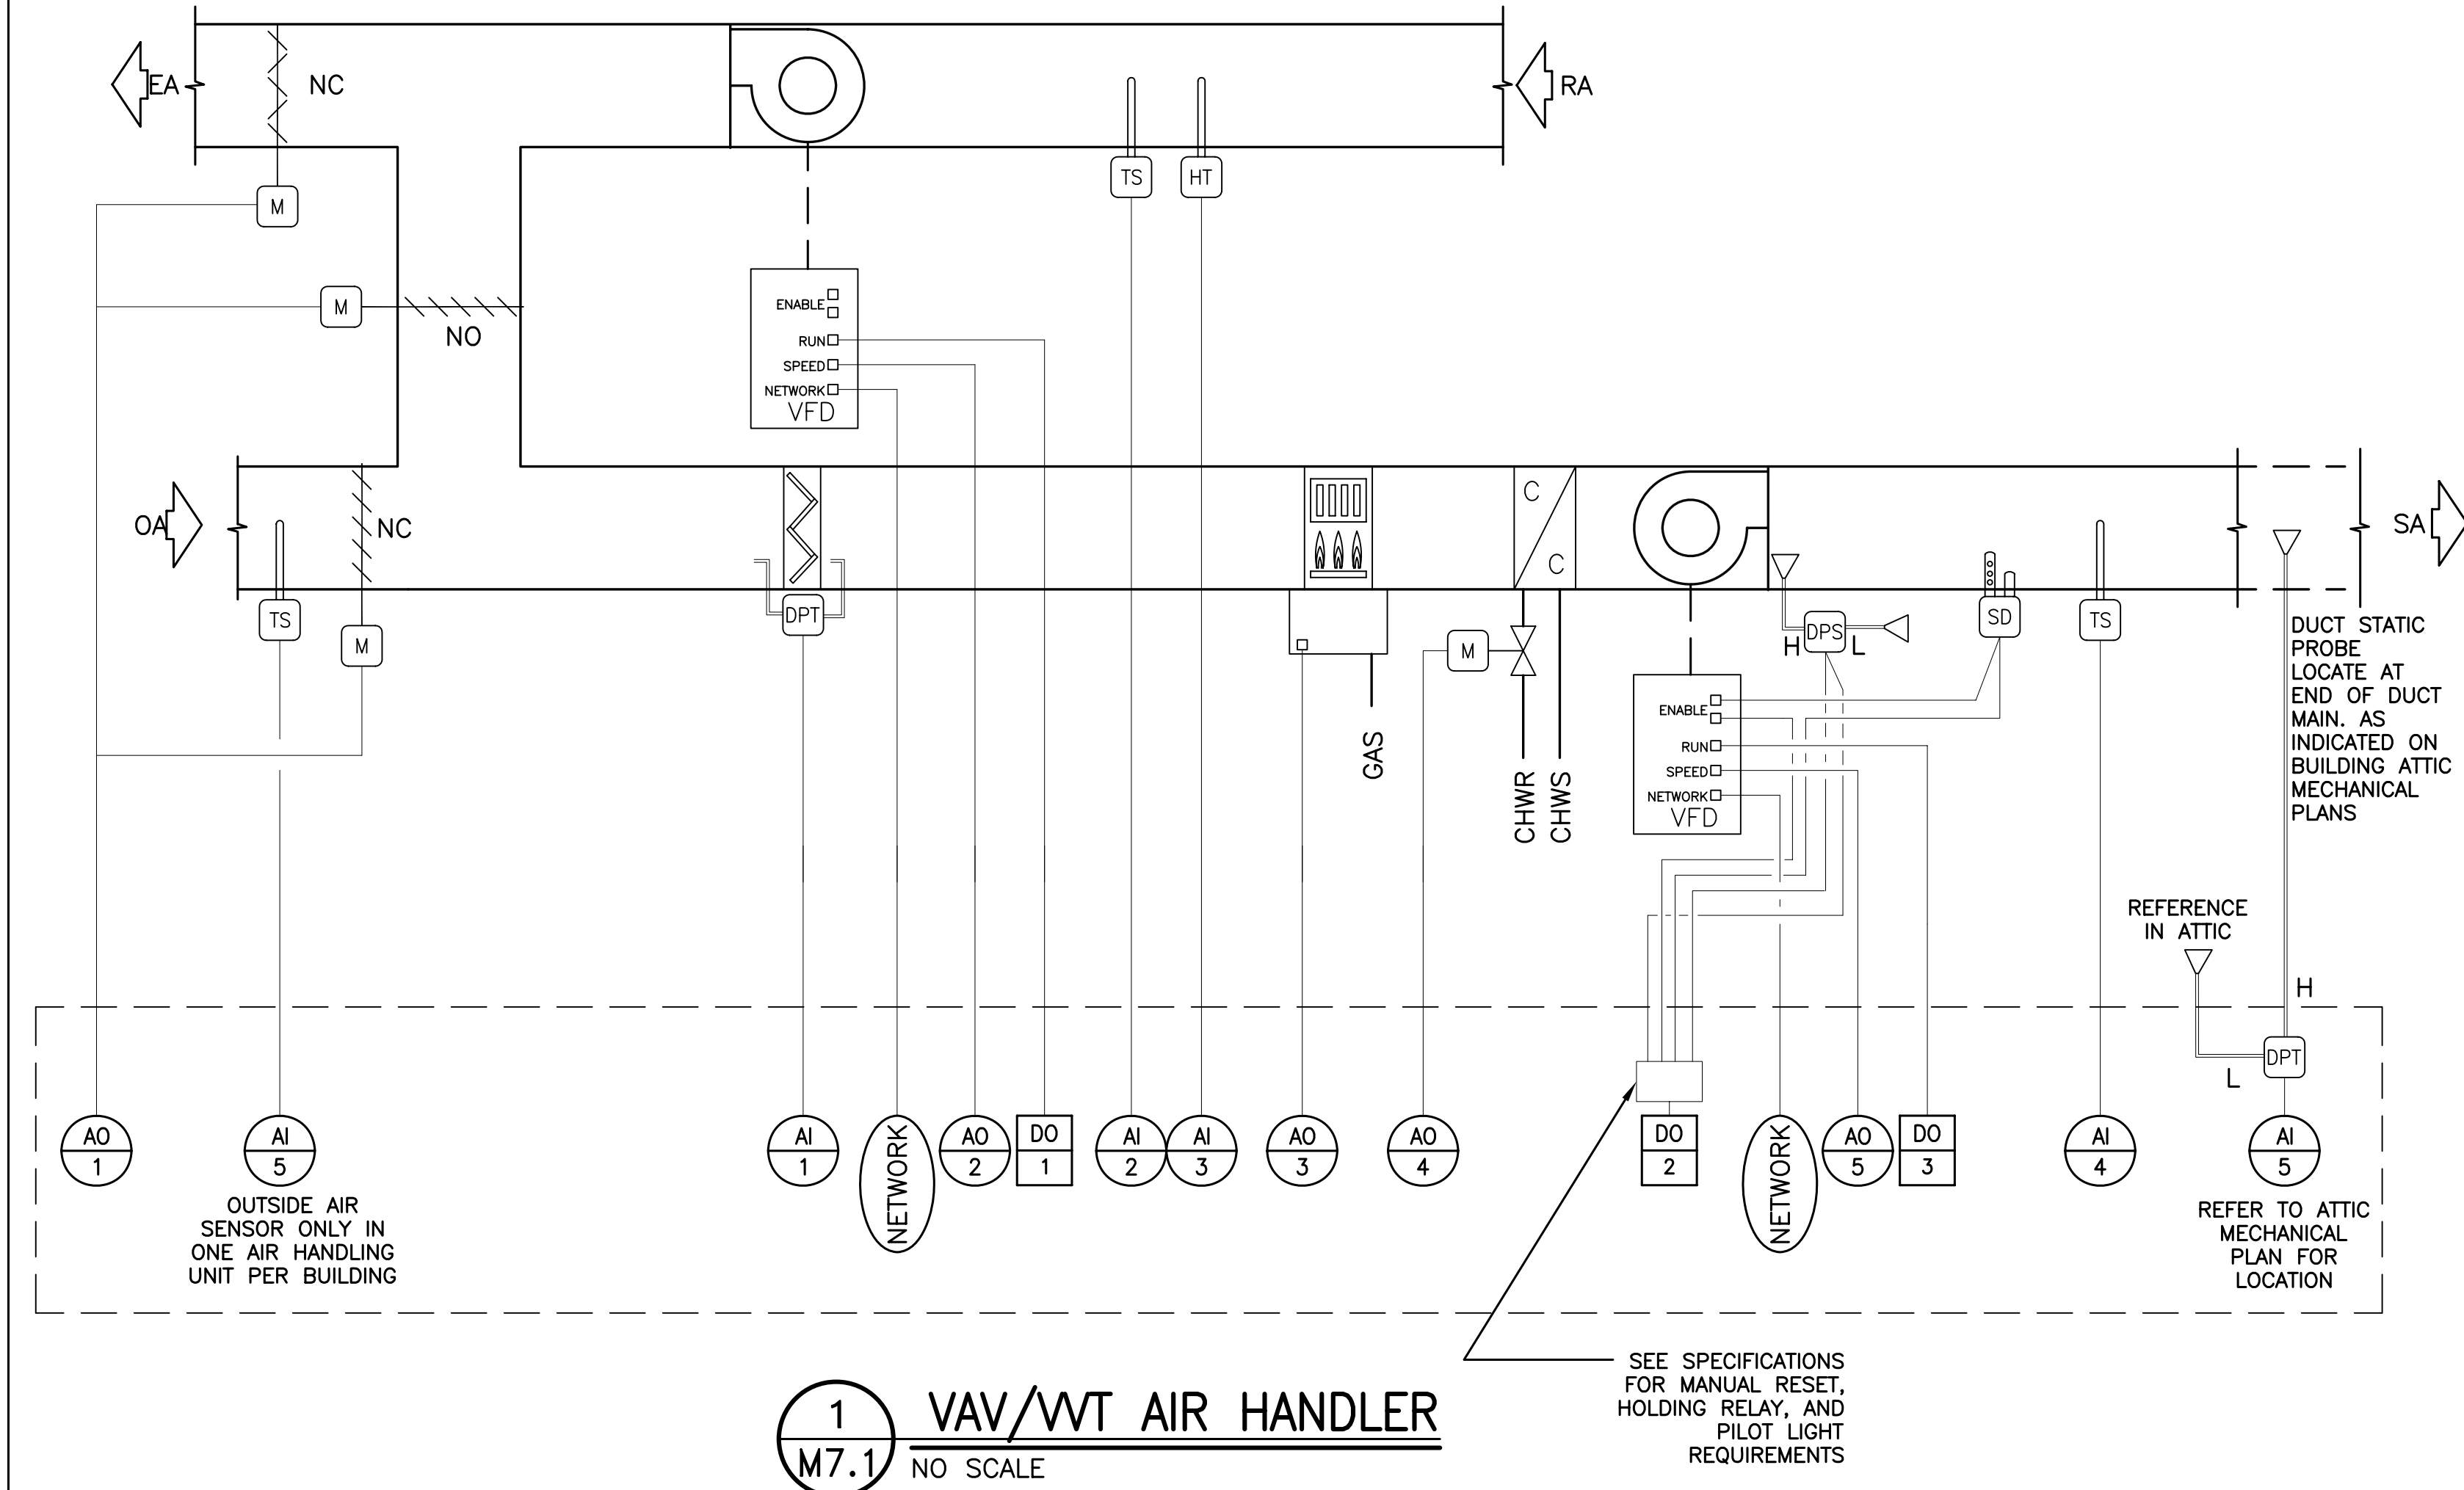 EA
NC
RA
M
TS
HT
M
NO
ENABLE
RUN
SPEED
NETWORK
VFD
OA
NC
C
C
SA
TS
M
DPT
M
H
DPS
L
SD
TS
DUCT STATIC
PROBE
LOCATE AT
END OF DUCT
MAIN. AS
INDICATED ON
BUILDING ATTIC
MECHANICAL
PLANS
GAS
CHWR
CHWS
ENABLE
RUN
SPEED
NETWORK
VFD
REFERENCE
IN ATTIC
H
DPT
L
AO
1
AI
5
AI
1
NETWORK
AO
2
DO
1
AI
2
AI
3
AO
3
AO
4
DO
2
NETWORK
AO
5
DO
3
AI
4
AI
5
OUTSIDE AIR
SENSOR ONLY IN
ONE AIR HANDLING
UNIT PER BUILDING
REFER TO ATTIC
MECHANICAL
PLAN FOR
LOCATION
SEE SPECIFICATIONS
FOR MANUAL RESET,
HOLDING RELAY, AND
PILOT LIGHT
REQUIREMENTS
1
M7.1
VAV/VVT AIR HANDLER
NO SCALE